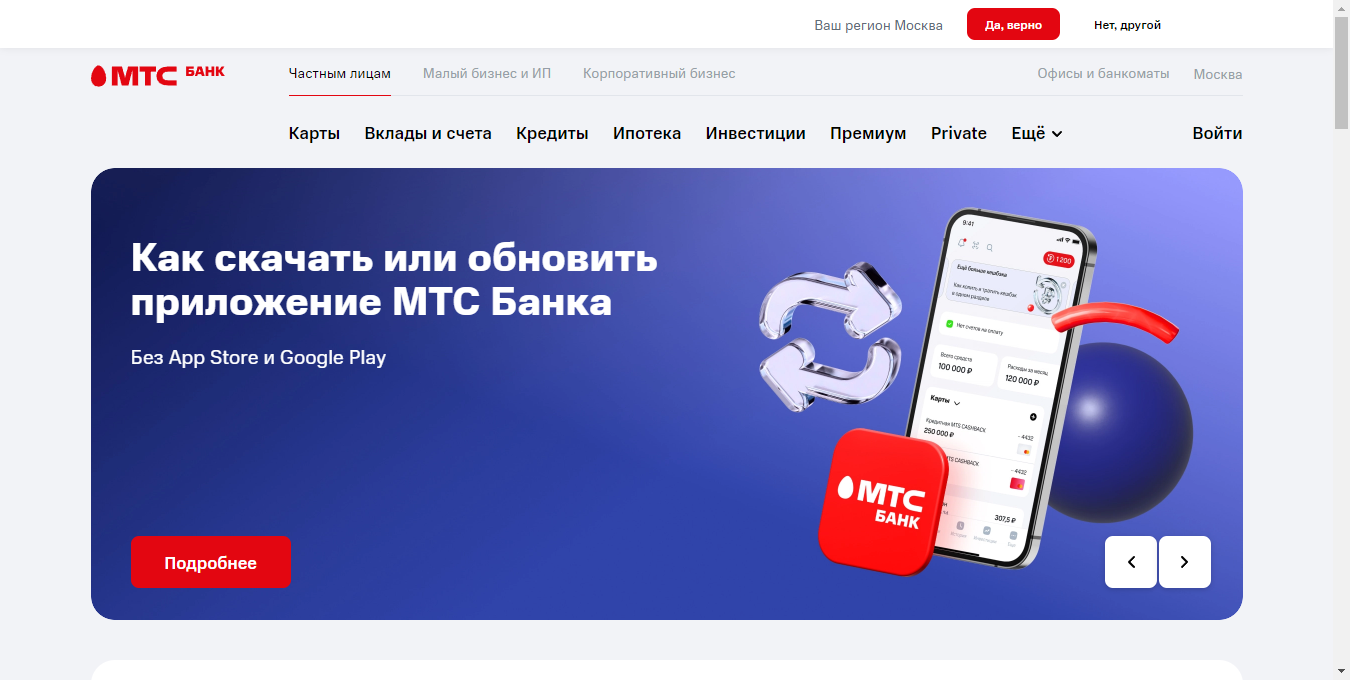 Ваш регион Москва
Да, верно
Нет, другой
МТС БАНК
Частным лицам
Малый бизнес и ИП
Корпоративный бизнес
Офисы и банкоматы
Москва
Карты
Вклады и счета
Кредиты
Ипотека
Инвестиции
Премиум
Private
Ещё
Войти
Как скачать или обновить
приложение МТС Банка
Без App Store и Google Play
Подробнее
9:41
1200
Ещё больше кешбэка
Как копить и тратить кешбэк
в одном разделе
Нет счетов на оплату
Всего средств
100 000 ₽
Расходы за месяц
120 000 ₽
Карты
Кредитная MTS CASHBACK
250 000 ₽
· 4432
MTS CASHBACK
· 4432
307,5 ₽
МТС
БАНК